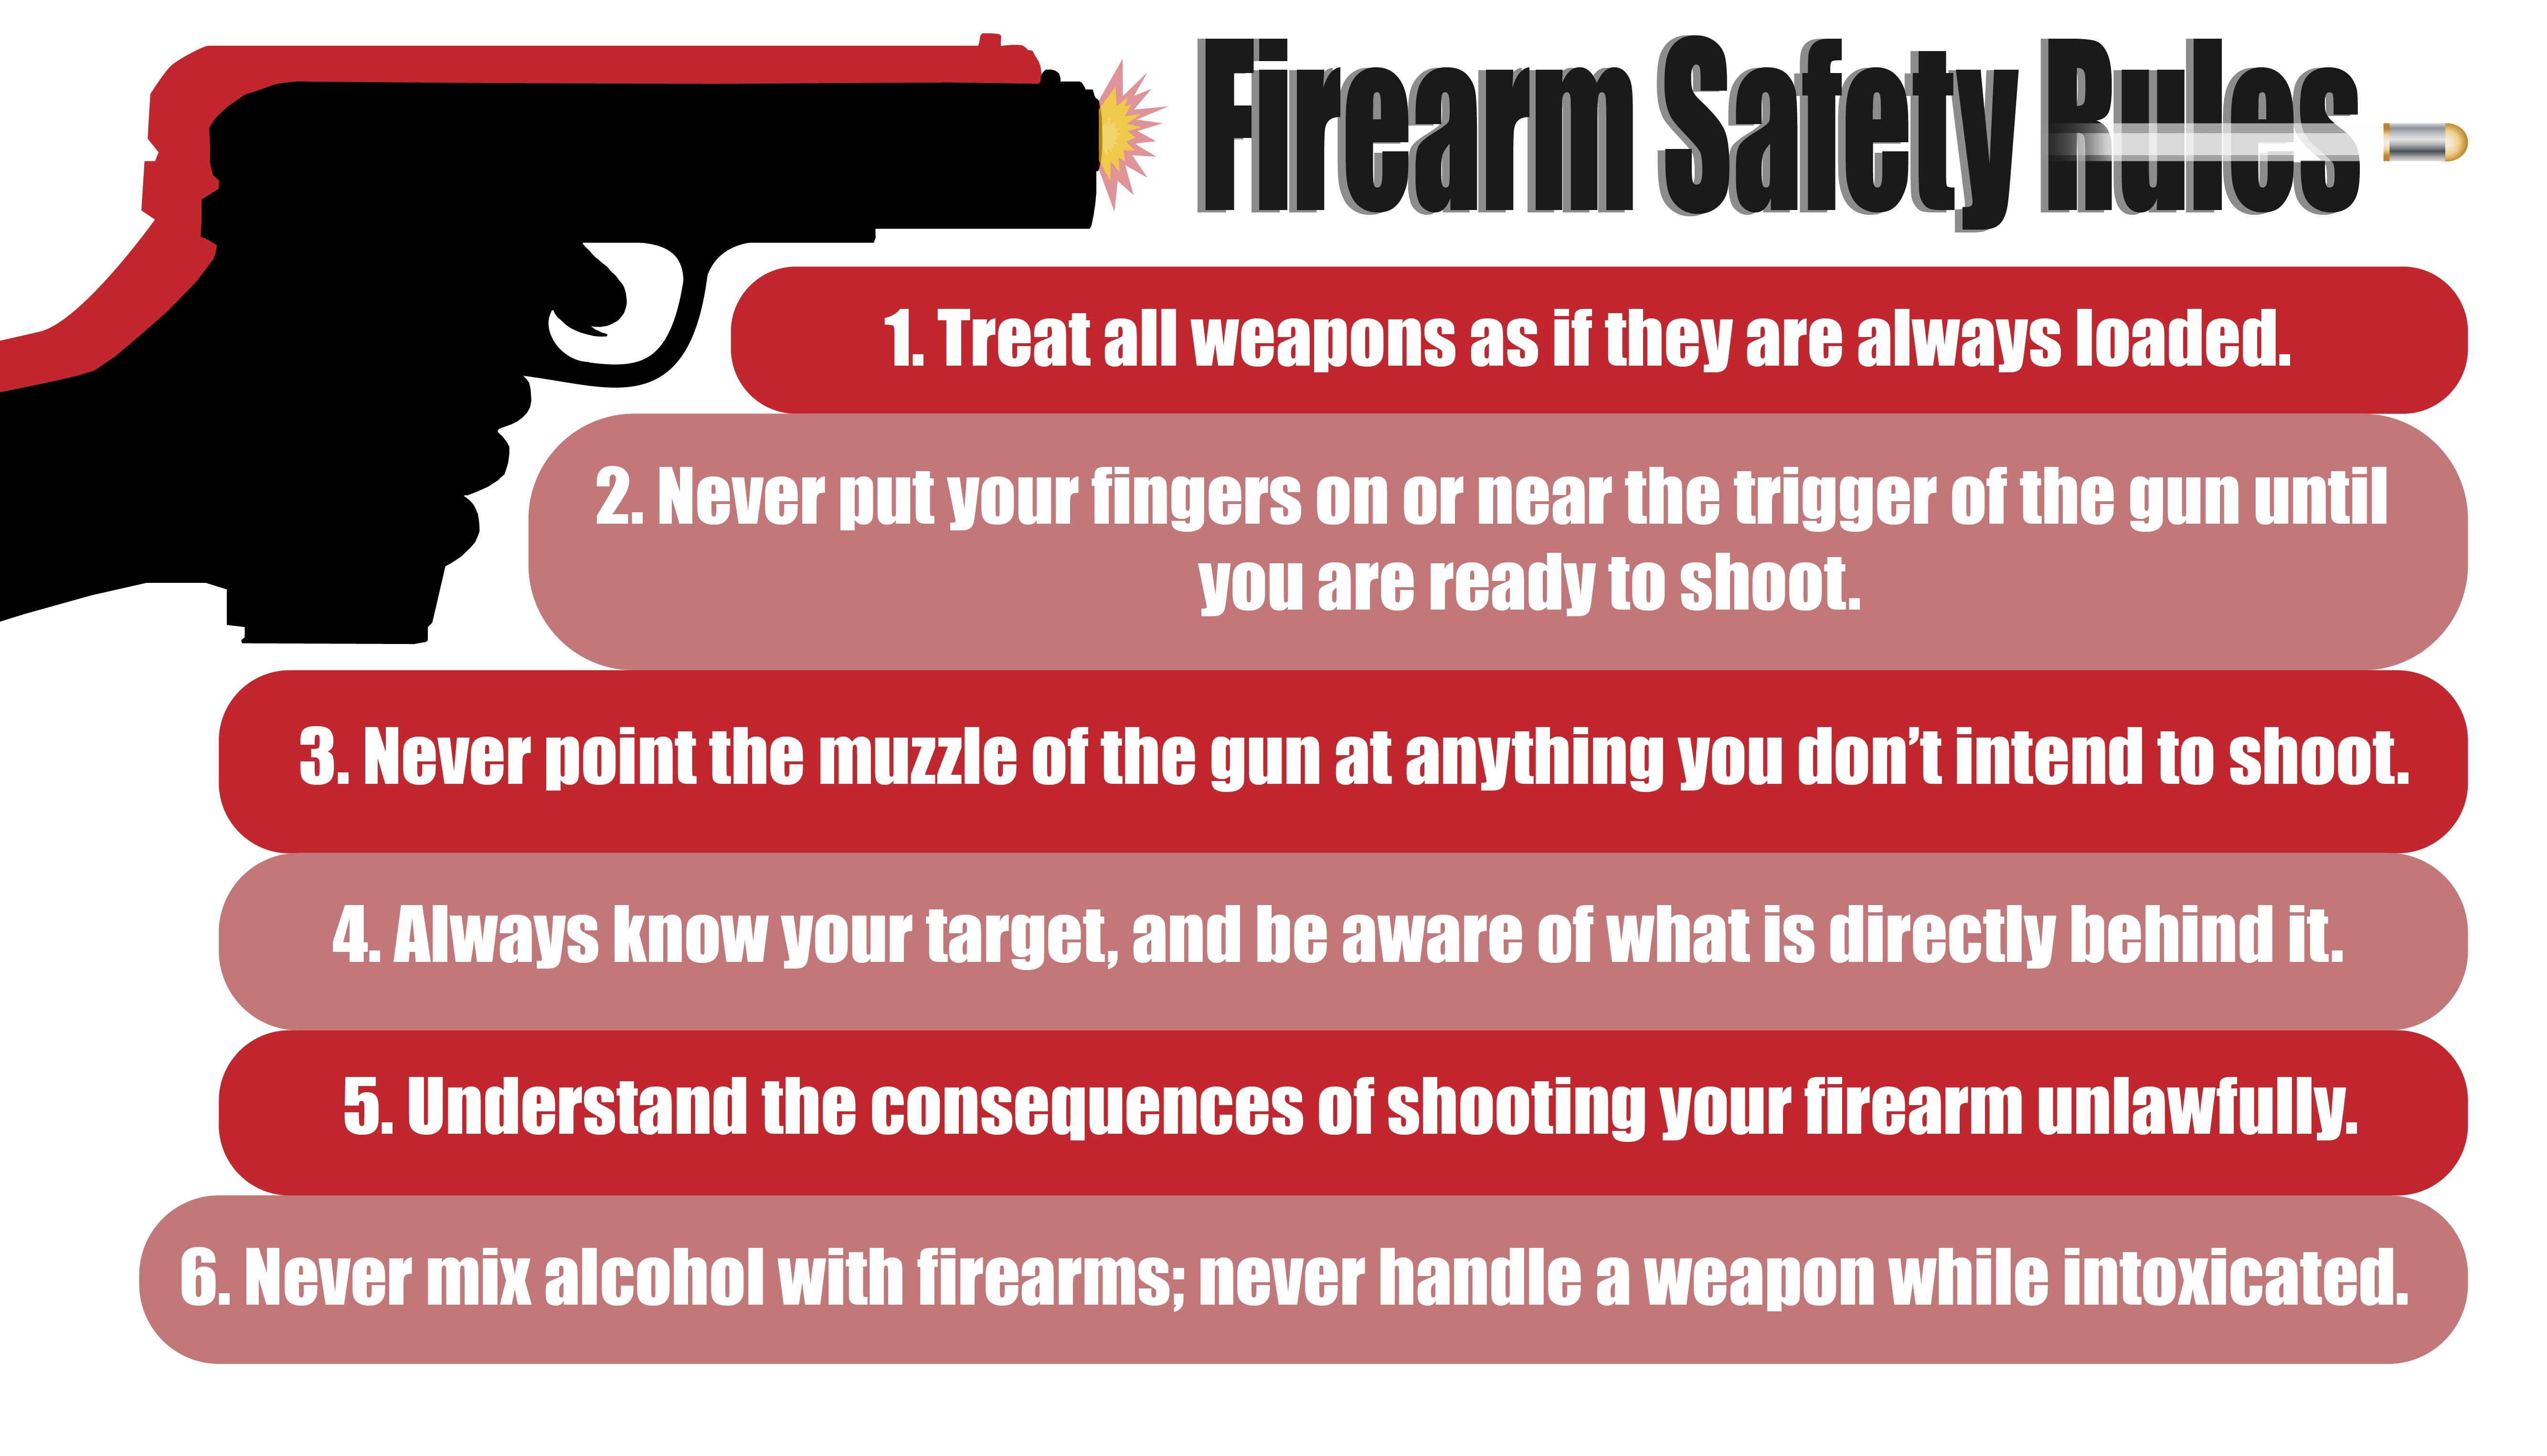 Firearm Safety Rules
1. Treat all weapons as if they are always loaded.
2. Never put your fingers on or near the trigger of the gun until
you are ready to shoot.
3. Never point the muzzle of the gun at anything you don’t intend to shoot.
4. Always know your target, and be aware of what is directly behind it.
5. Understand the consequences of shooting your firearm unlawfully.
6. Never mix alcohol with firearms; never handle a weapon while intoxicated.